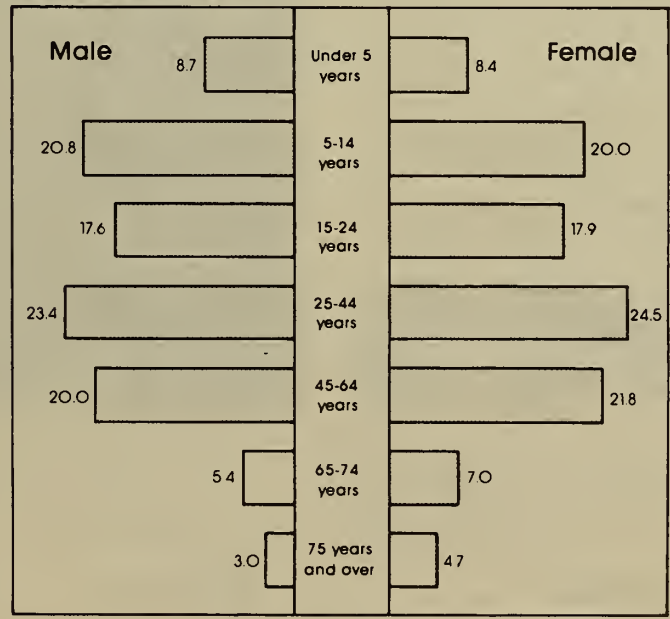 Male
Female
8.7
Under 5
years
8.4
20.8
5-14
years
20.0
17.6
15-24
years
17.9
23.4
25-44
years
24.5
20.0
45-64
years
21.8
5.4
65-74
years
7.0
3.0
75 years
and over
4.7